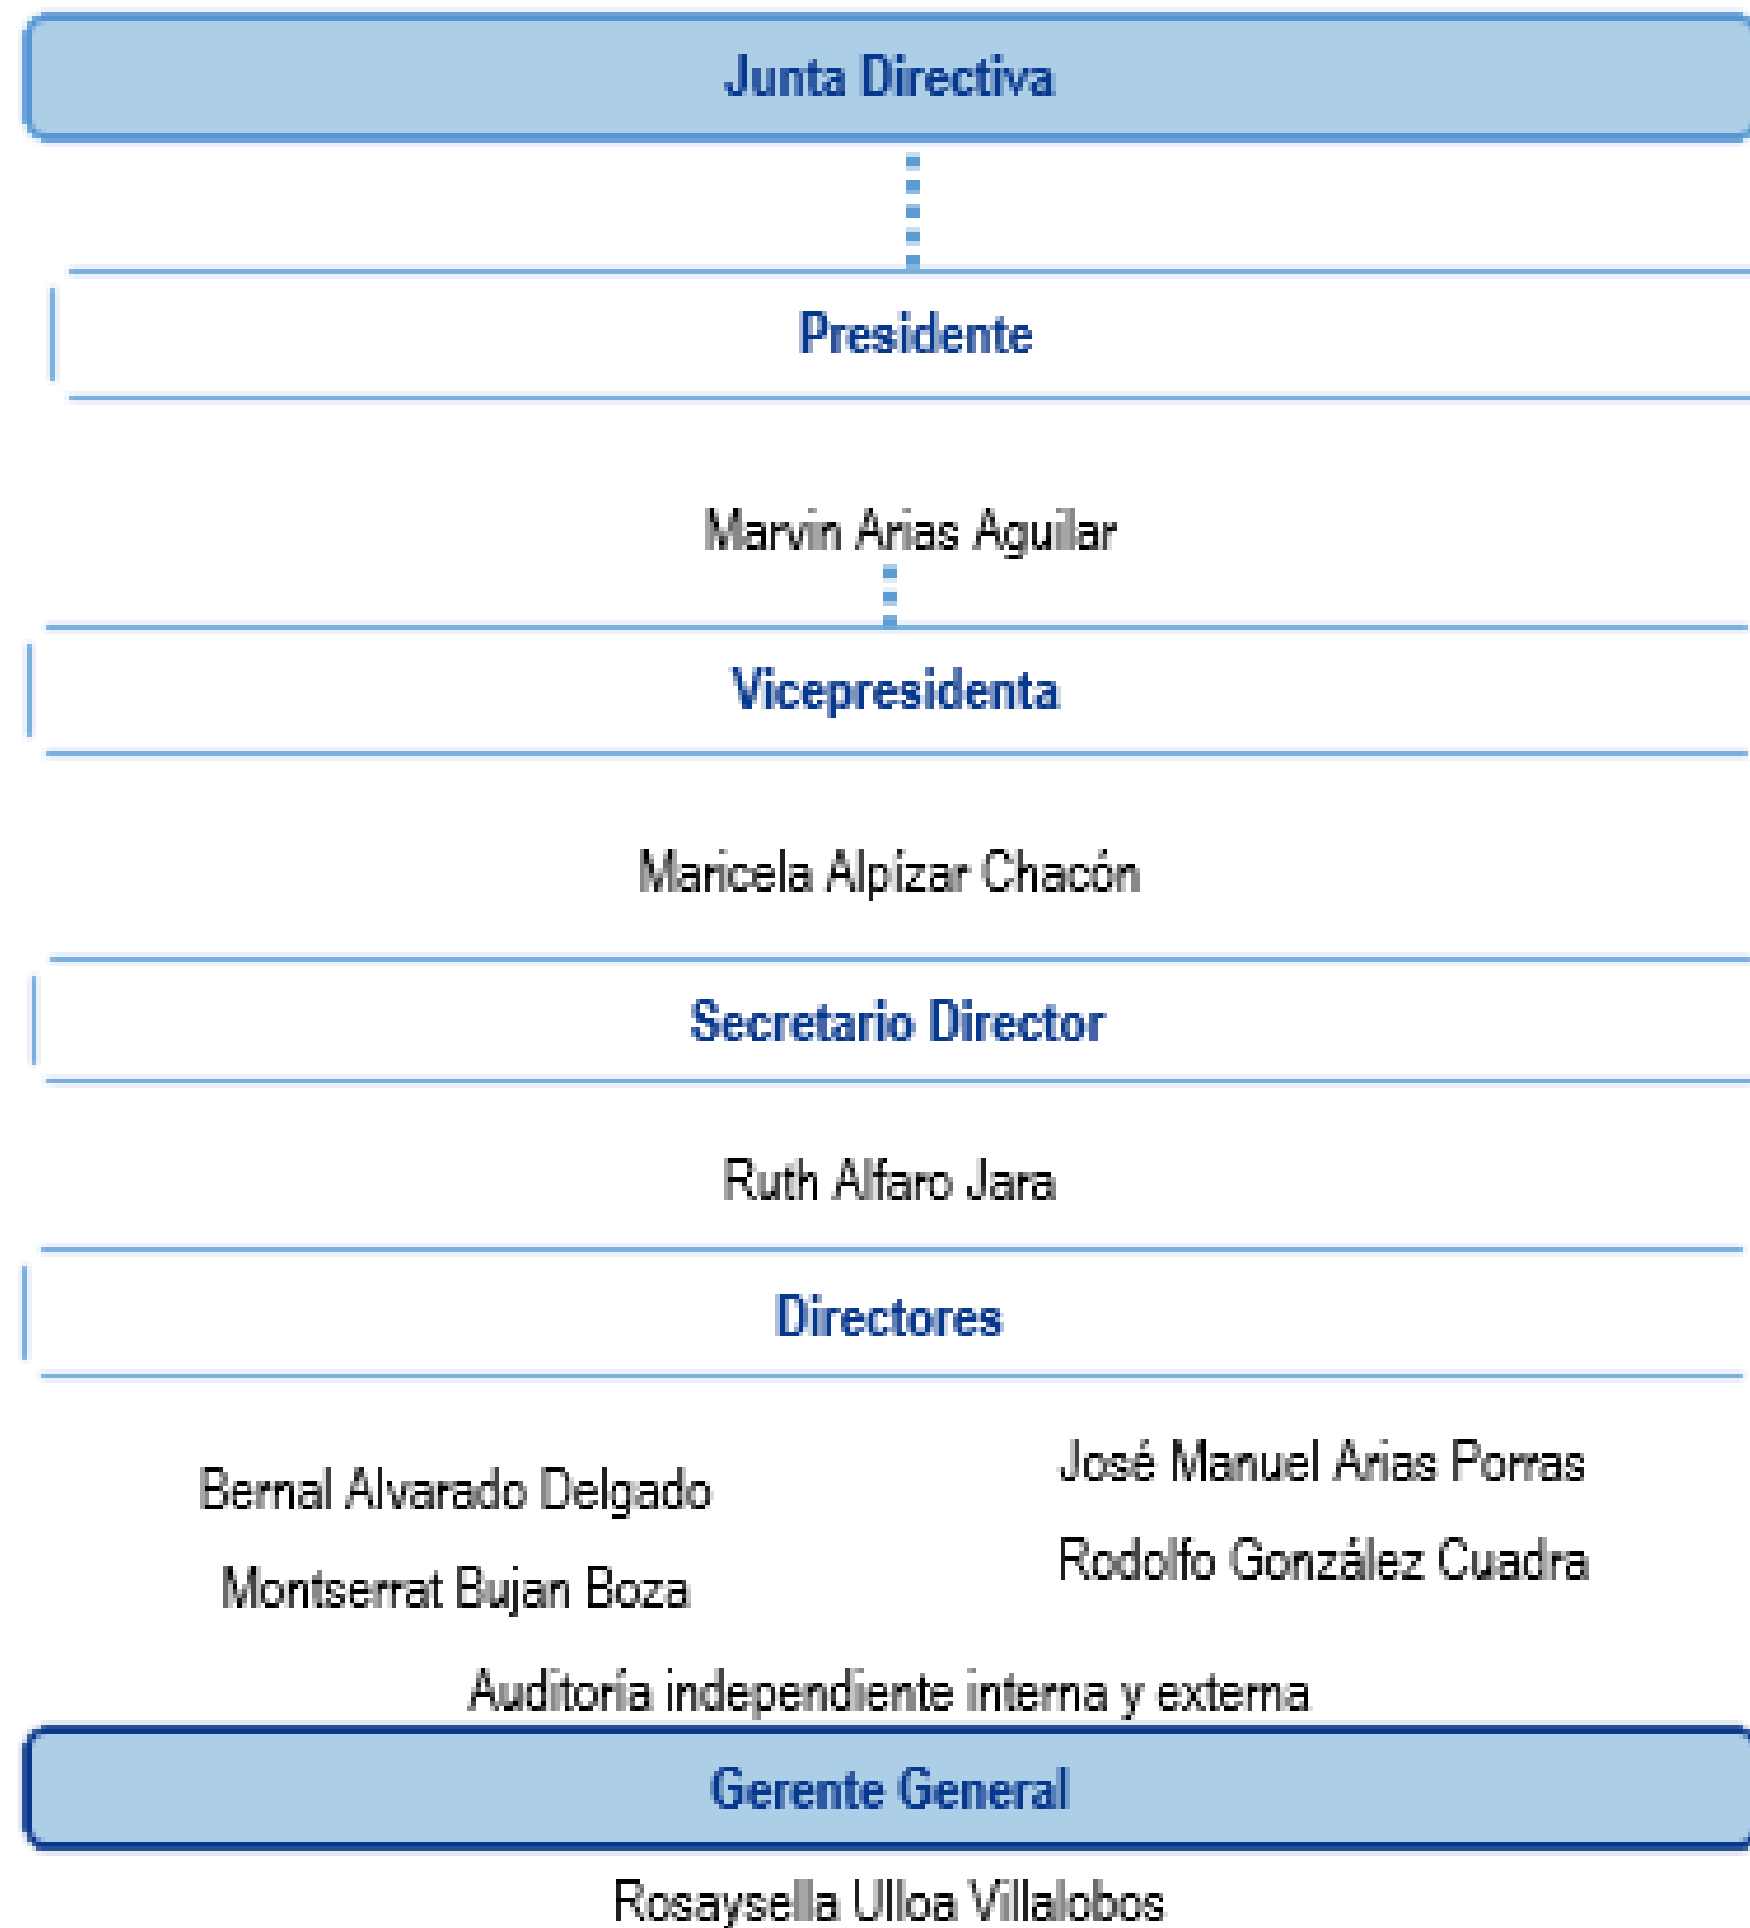 Junta Directiva
Presidente
Marvin Arias Aguilar
Vicepresidenta
Maricela Alpízar Chacón
Secretario Director
Ruth Alfaro Jara
Directores
Bernal Alvarado Delgado
José Manuel Arias Porras
Montserrat Bujan Boza
Rodolfo González Cuadra
Auditoría independiente interna y externa
Gerente General
Rosaysella Ulloa Villalobos